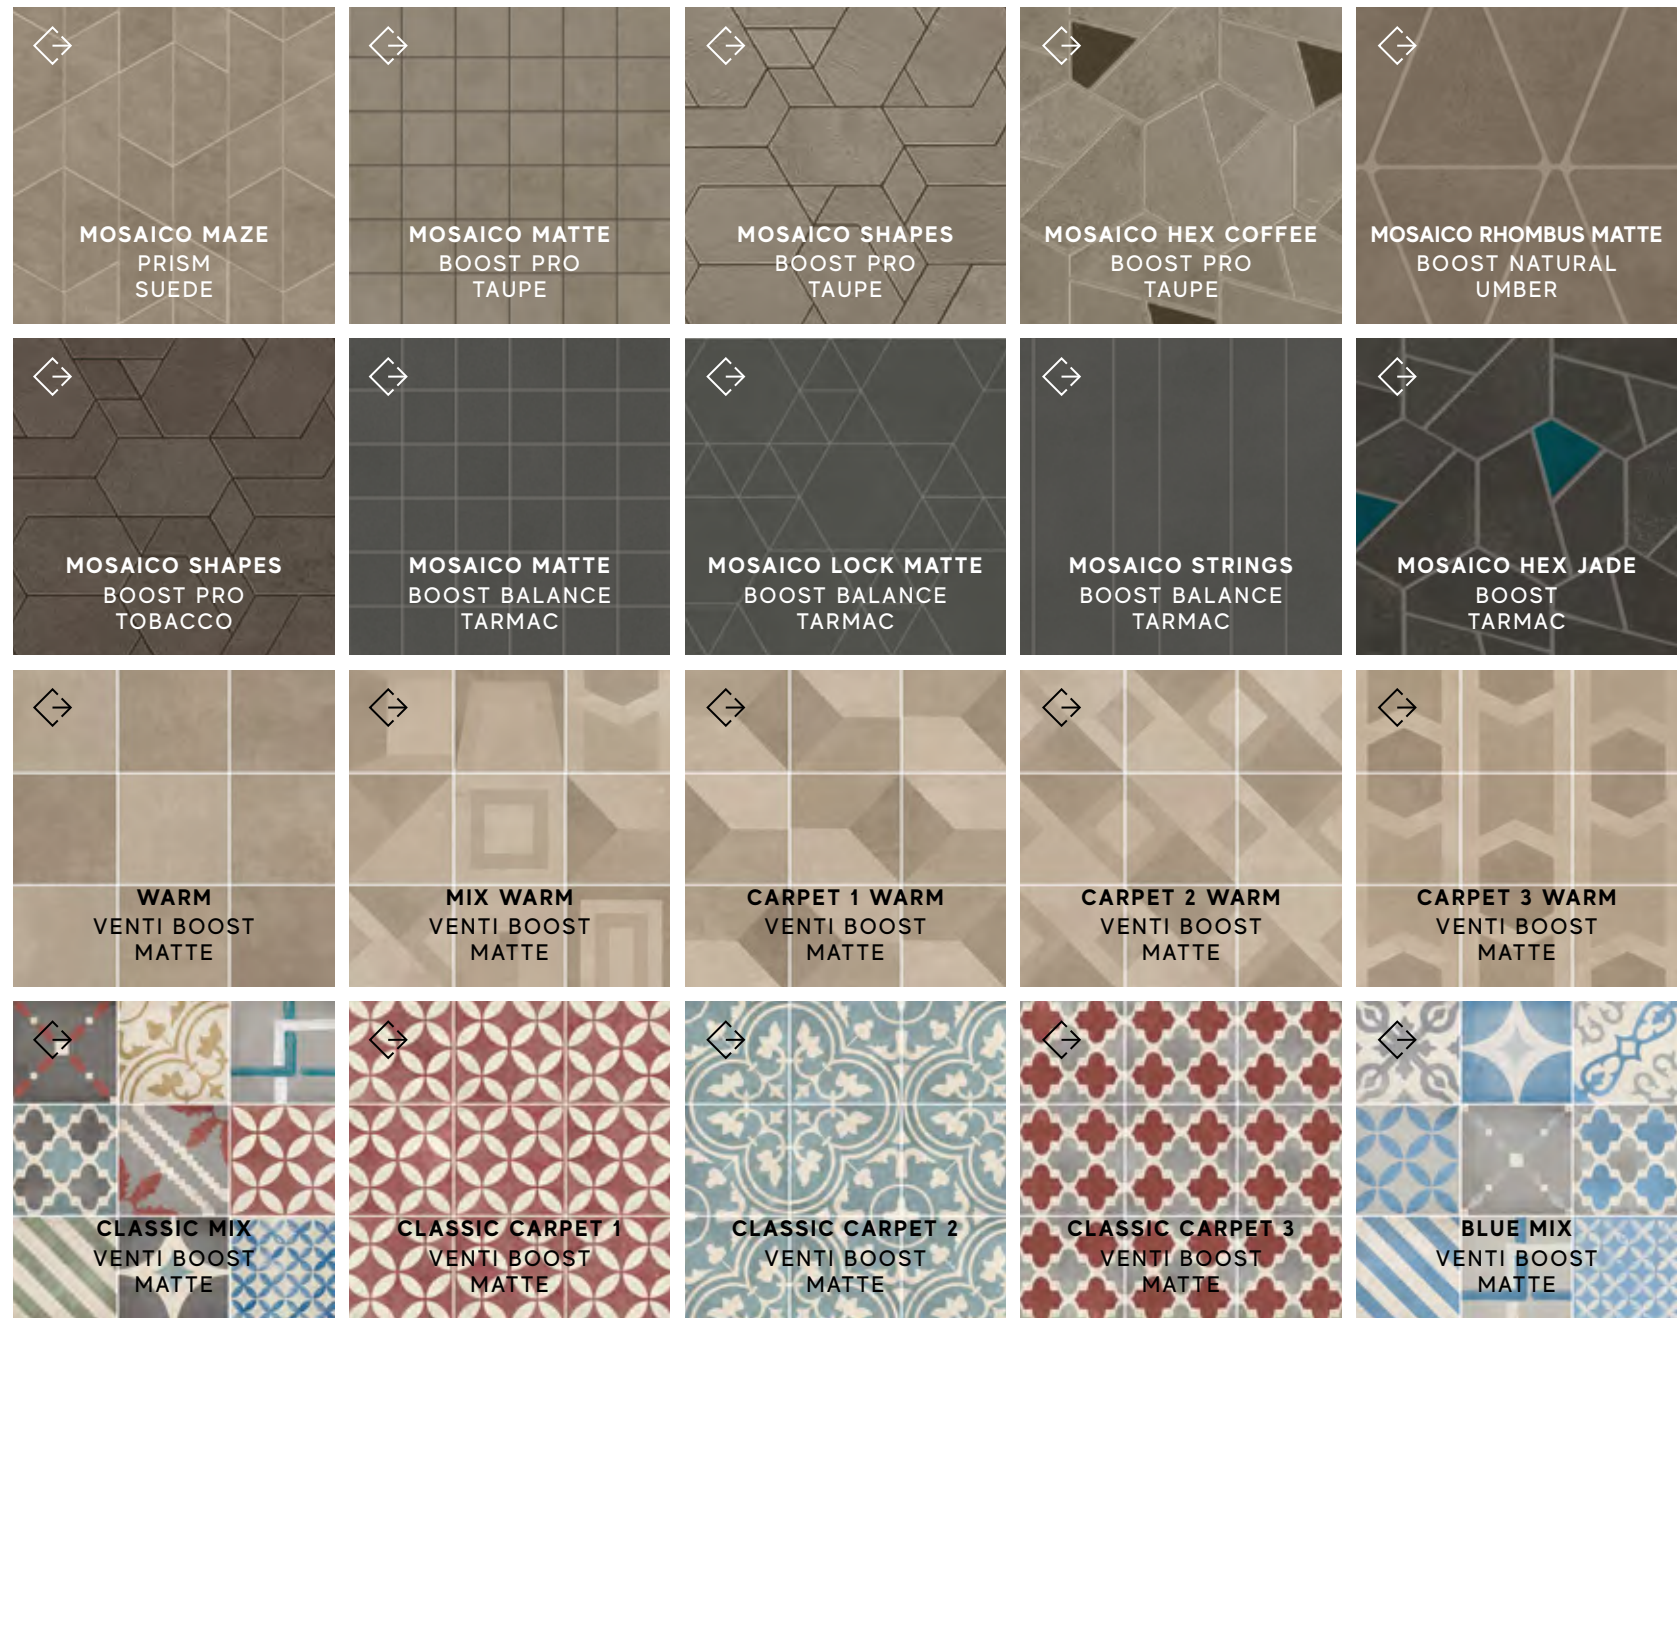 MOSAICO MAZE
PRISM
SUEDE
MOSAICO MATTE
BOOST PRO
TAUPE
MOSAICO SHAPES
BOOST PRO
TAUPE
MOSAICO HEX COFFEE
BOOST PRO
TAUPE
MOSAICO RHOMBUS MATTE
BOOST NATURAL
UMBER
MOSAICO SHAPES
BOOST PRO
TOBACCO
MOSAICO MATTE
BOOST BALANCE
TARMAC
MOSAICO LOCK MATTE
BOOST BALANCE
TARMAC
MOSAICO STRINGS
BOOST BALANCE
TARMAC
MOSAICO HEX JADE
BOOST
TARMAC
WARM
VENTI BOOST
MATTE
MIX WARM
VENTI BOOST
MATTE
CARPET 1 WARM
VENTI BOOST
MATTE
CARPET 2 WARM
VENTI BOOST
MATTE
CARPET 3 WARM
VENTI BOOST
MATTE
CLASSIC MIX
VENTI BOOST
MATTE
CLASSIC CARPET 1
VENTI BOOST
MATTE
CLASSIC CARPET 2
VENTI BOOST
MATTE
CLASSIC CARPET 3
VENTI BOOST
MATTE
BLUE MIX
VENTI BOOST
MATTE